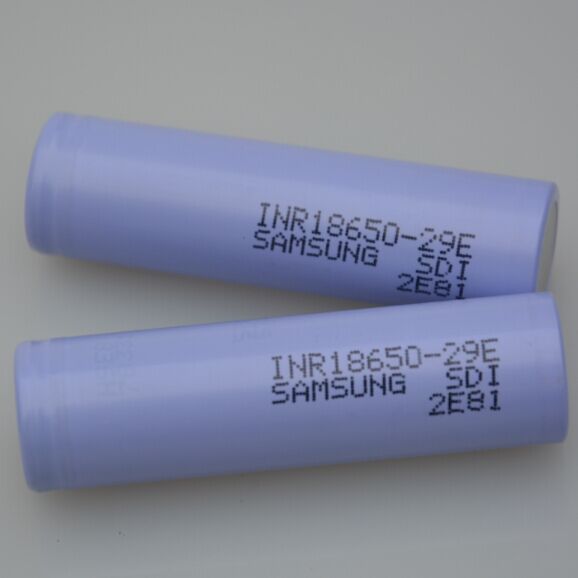 INR18650-29E
SAMSUNG SDI
2E81
INR18650-29E
SAMSUNG SDI
2E81